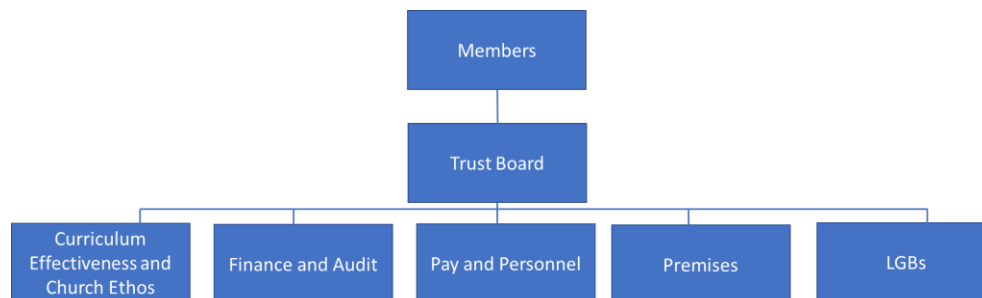 Members
Trust Board
Curriculum
Effectiveness and
Church Ethos
Finance and Audit
Pay and Personnel
Premises
LGBs